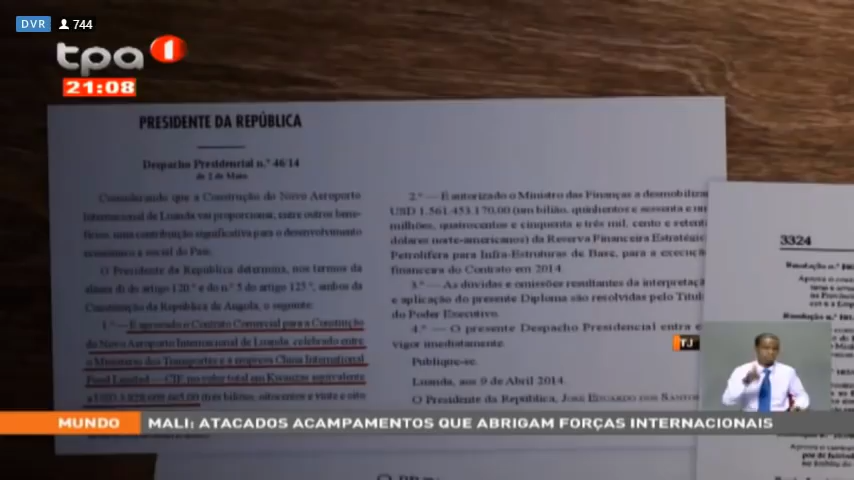 DVR 744
tpa 1
21:08
PRESIDENTE DA REPÚBLICA
Despacho Presidencial n.º 46/14
de 2 de Maio
Considerando que a Construção do Novo Aeroporto
Internacional de Luanda vai proporcionar, entre outros bene-
fícios, uma contribuição significativa para o desenvolvimento
económico e social do País.
O Presidente da República determina, nos termos da
alínea d) do artigo 120.º e do n.º 5 do artigo 125.º, ambos da
Constituição da República de Angola, o seguinte:
1.º — É aprovado o Contrato Comercial para a Construção
do Novo Aeroporto Internacional de Luanda, celebrado entre
o Ministério dos Transportes e a empresa China International
Fund Limited — CIF, no valor total em Kwanzas equivalente
três biliões, oitocentos e vinte e oito
2.º — É autorizado o Ministro das Finanças a desmobilizar
USD 1.561.453.170,00 (um bilião, quinhentos e sessenta e um
milhões, quatrocentos e cinquenta e três mil, cento e setenta
dólares norte-americanos) da Reserva Financeira Estratégica
Petrolífera para Infra-Estruturas de Base, para a execução
financeira do Contrato em 2014.
3.º — As dúvidas e omissões resultantes da interpretação
e aplicação do presente Diploma são resolvidas pelo Titular
do Poder Executivo.
4.º — O presente Despacho Presidencial entra e
vigor imediatamente.
Publique-se.
Luanda, aos 9 de Abril 2014.
O Presidente da República, José Eduardo dos Santos
3324
TJ
MUNDO MALI: ATACADOS ACAMPAMENTOS QUE ABRIGAM FORÇAS INTERNACIONAIS